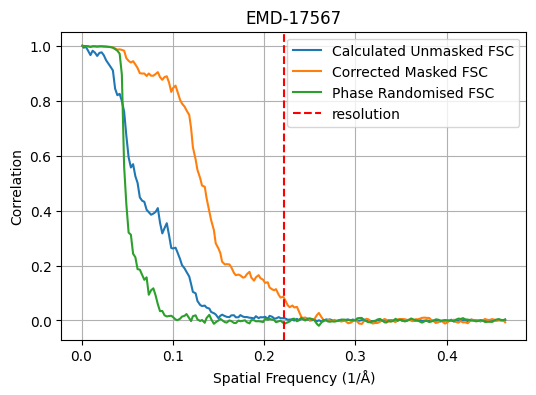 EMD-17567
Correlation
1.0
0.8
0.6
0.4
0.2
0.0
Calculated Unmasked FSC
Corrected Masked FSC
Phase Randomised FSC
resolution
0.0 0.1 0.2 0.3 0.4
Spatial Frequency (1/Å)